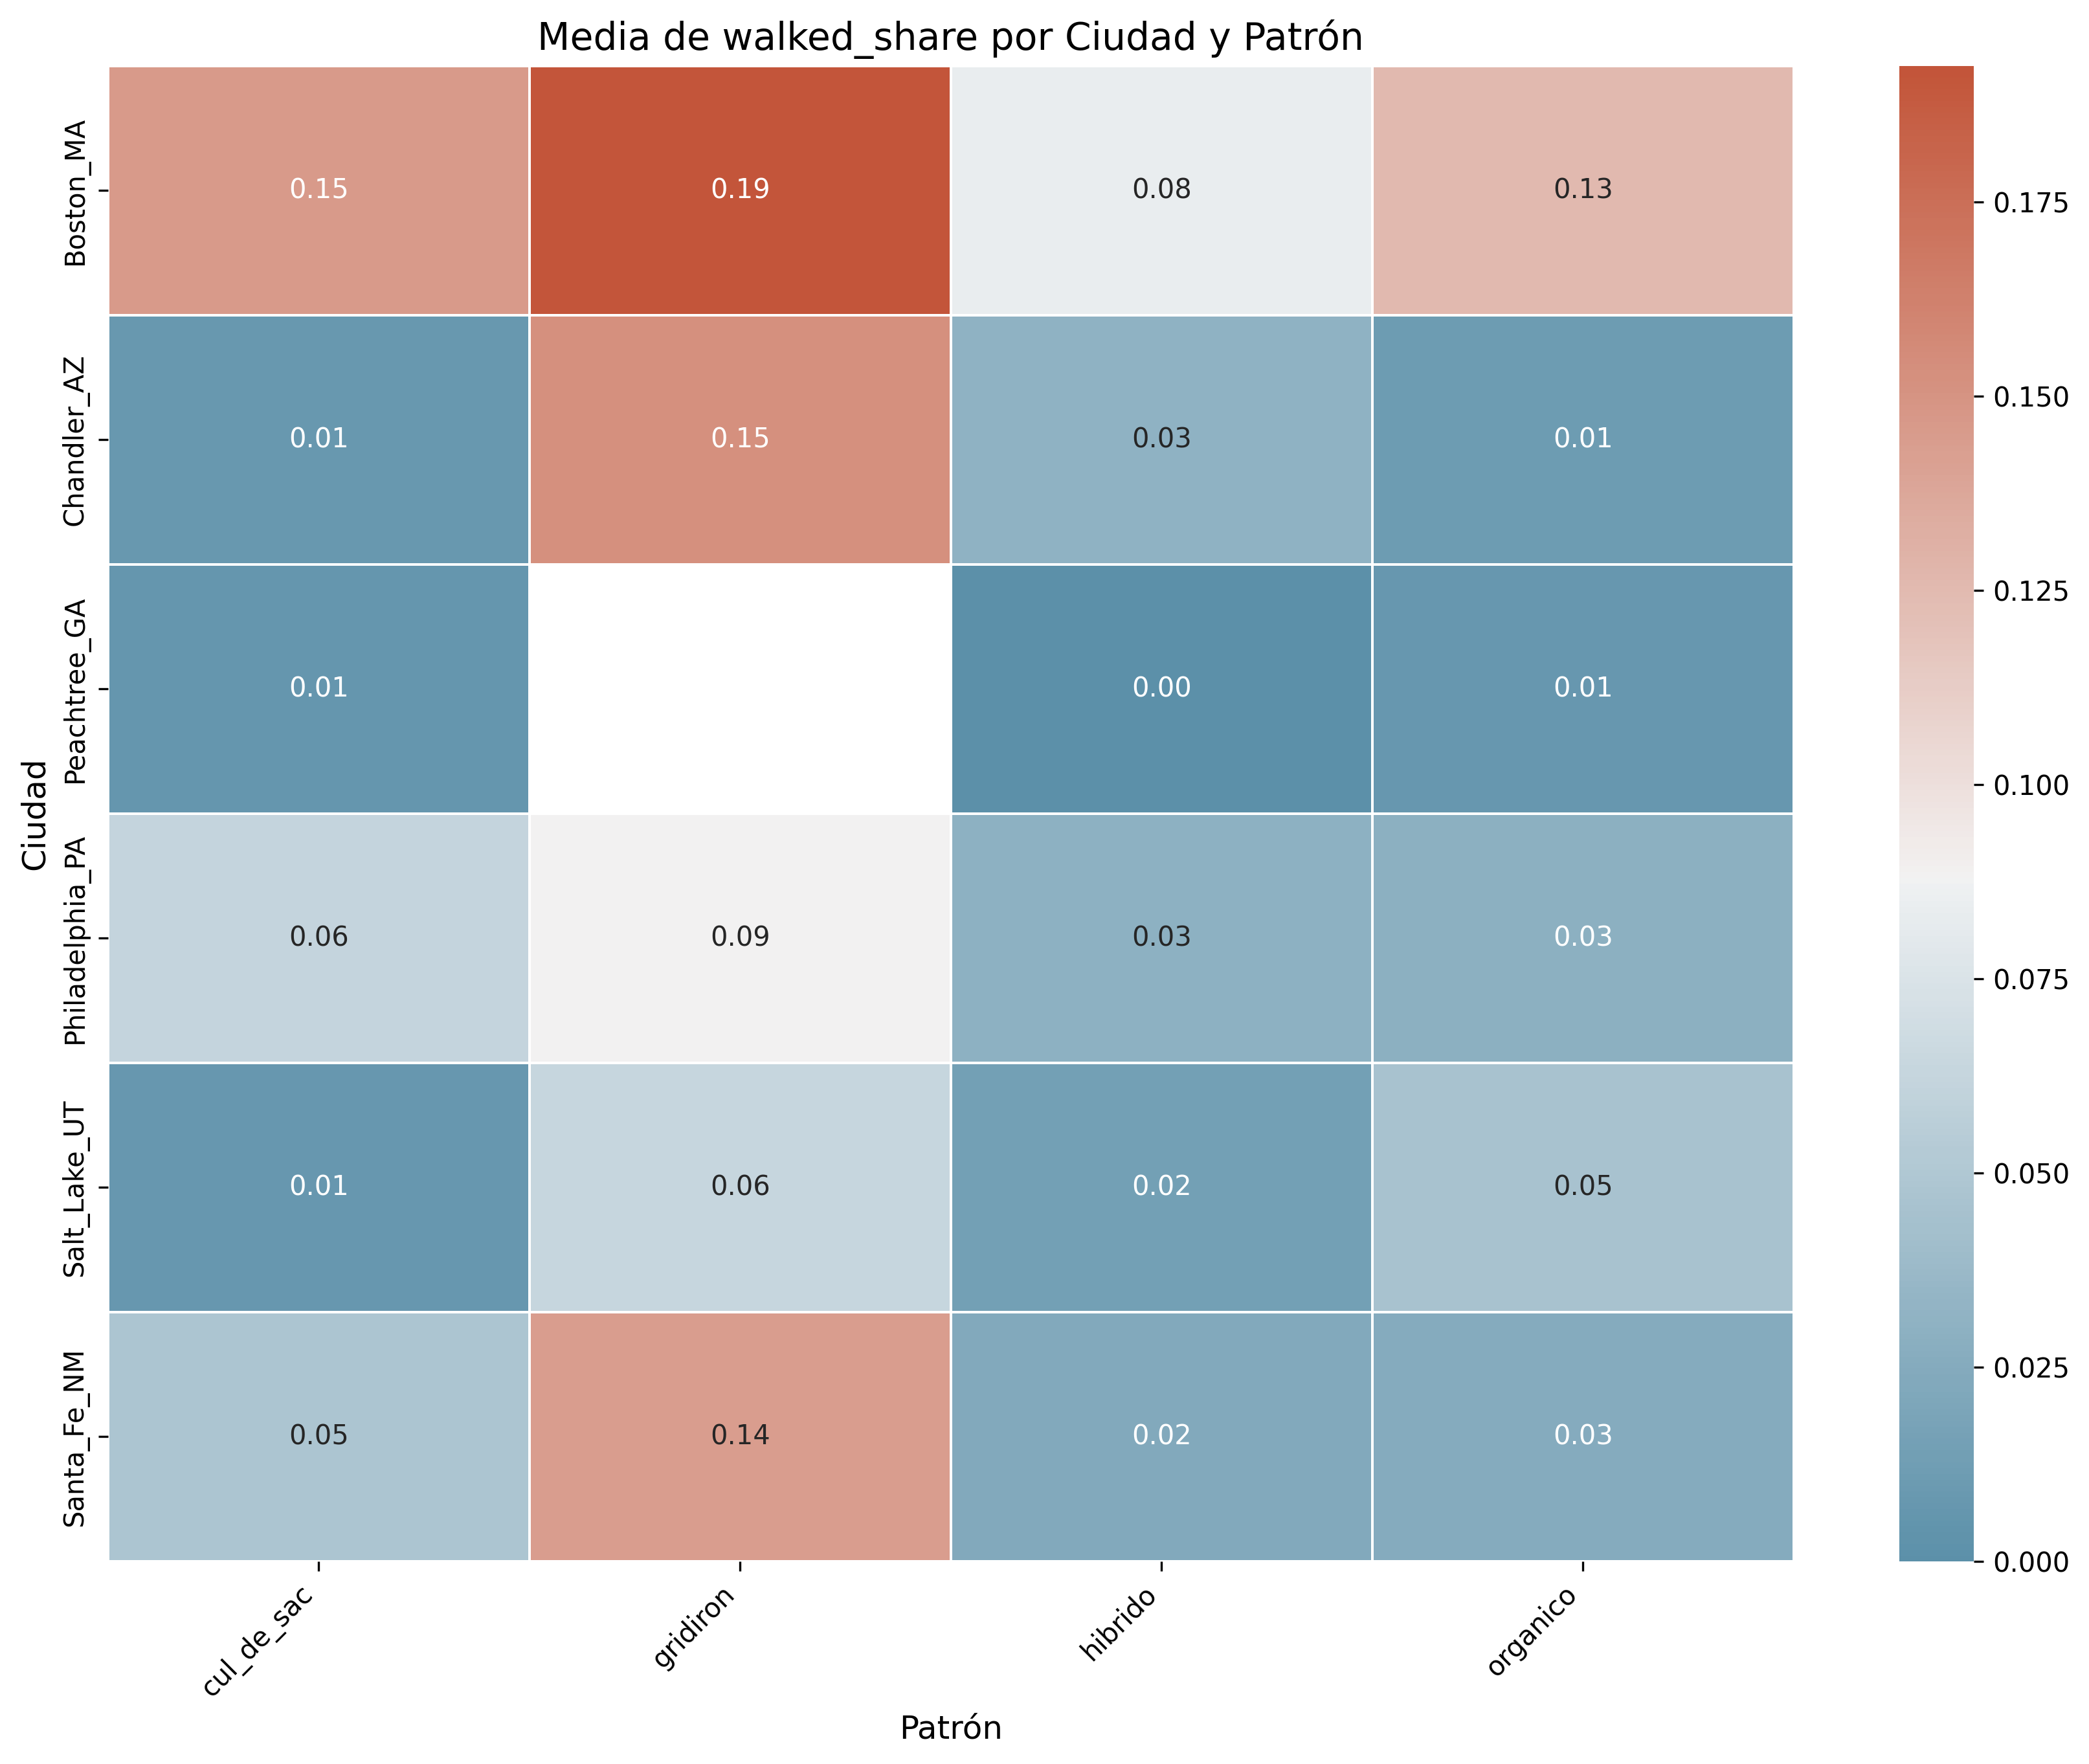 Media de walked_share por Ciudad y Patrón
Ciudad
Boston_MA
0.15 0.19 0.08 0.13
Chandler_AZ
0.01 0.15 0.03 0.01
Peachtree_GA
0.01 0.00 0.01
Philadelphia_PA
0.06 0.09 0.03 0.03
Salt_Lake_UT
0.01 0.06 0.02 0.05
Santa_Fe_NM
0.05 0.14 0.02 0.03
cul_de_sac
gridiron
hibrido
organico
Patrón
0.175
0.150
0.125
0.100
0.075
0.050
0.025
0.000